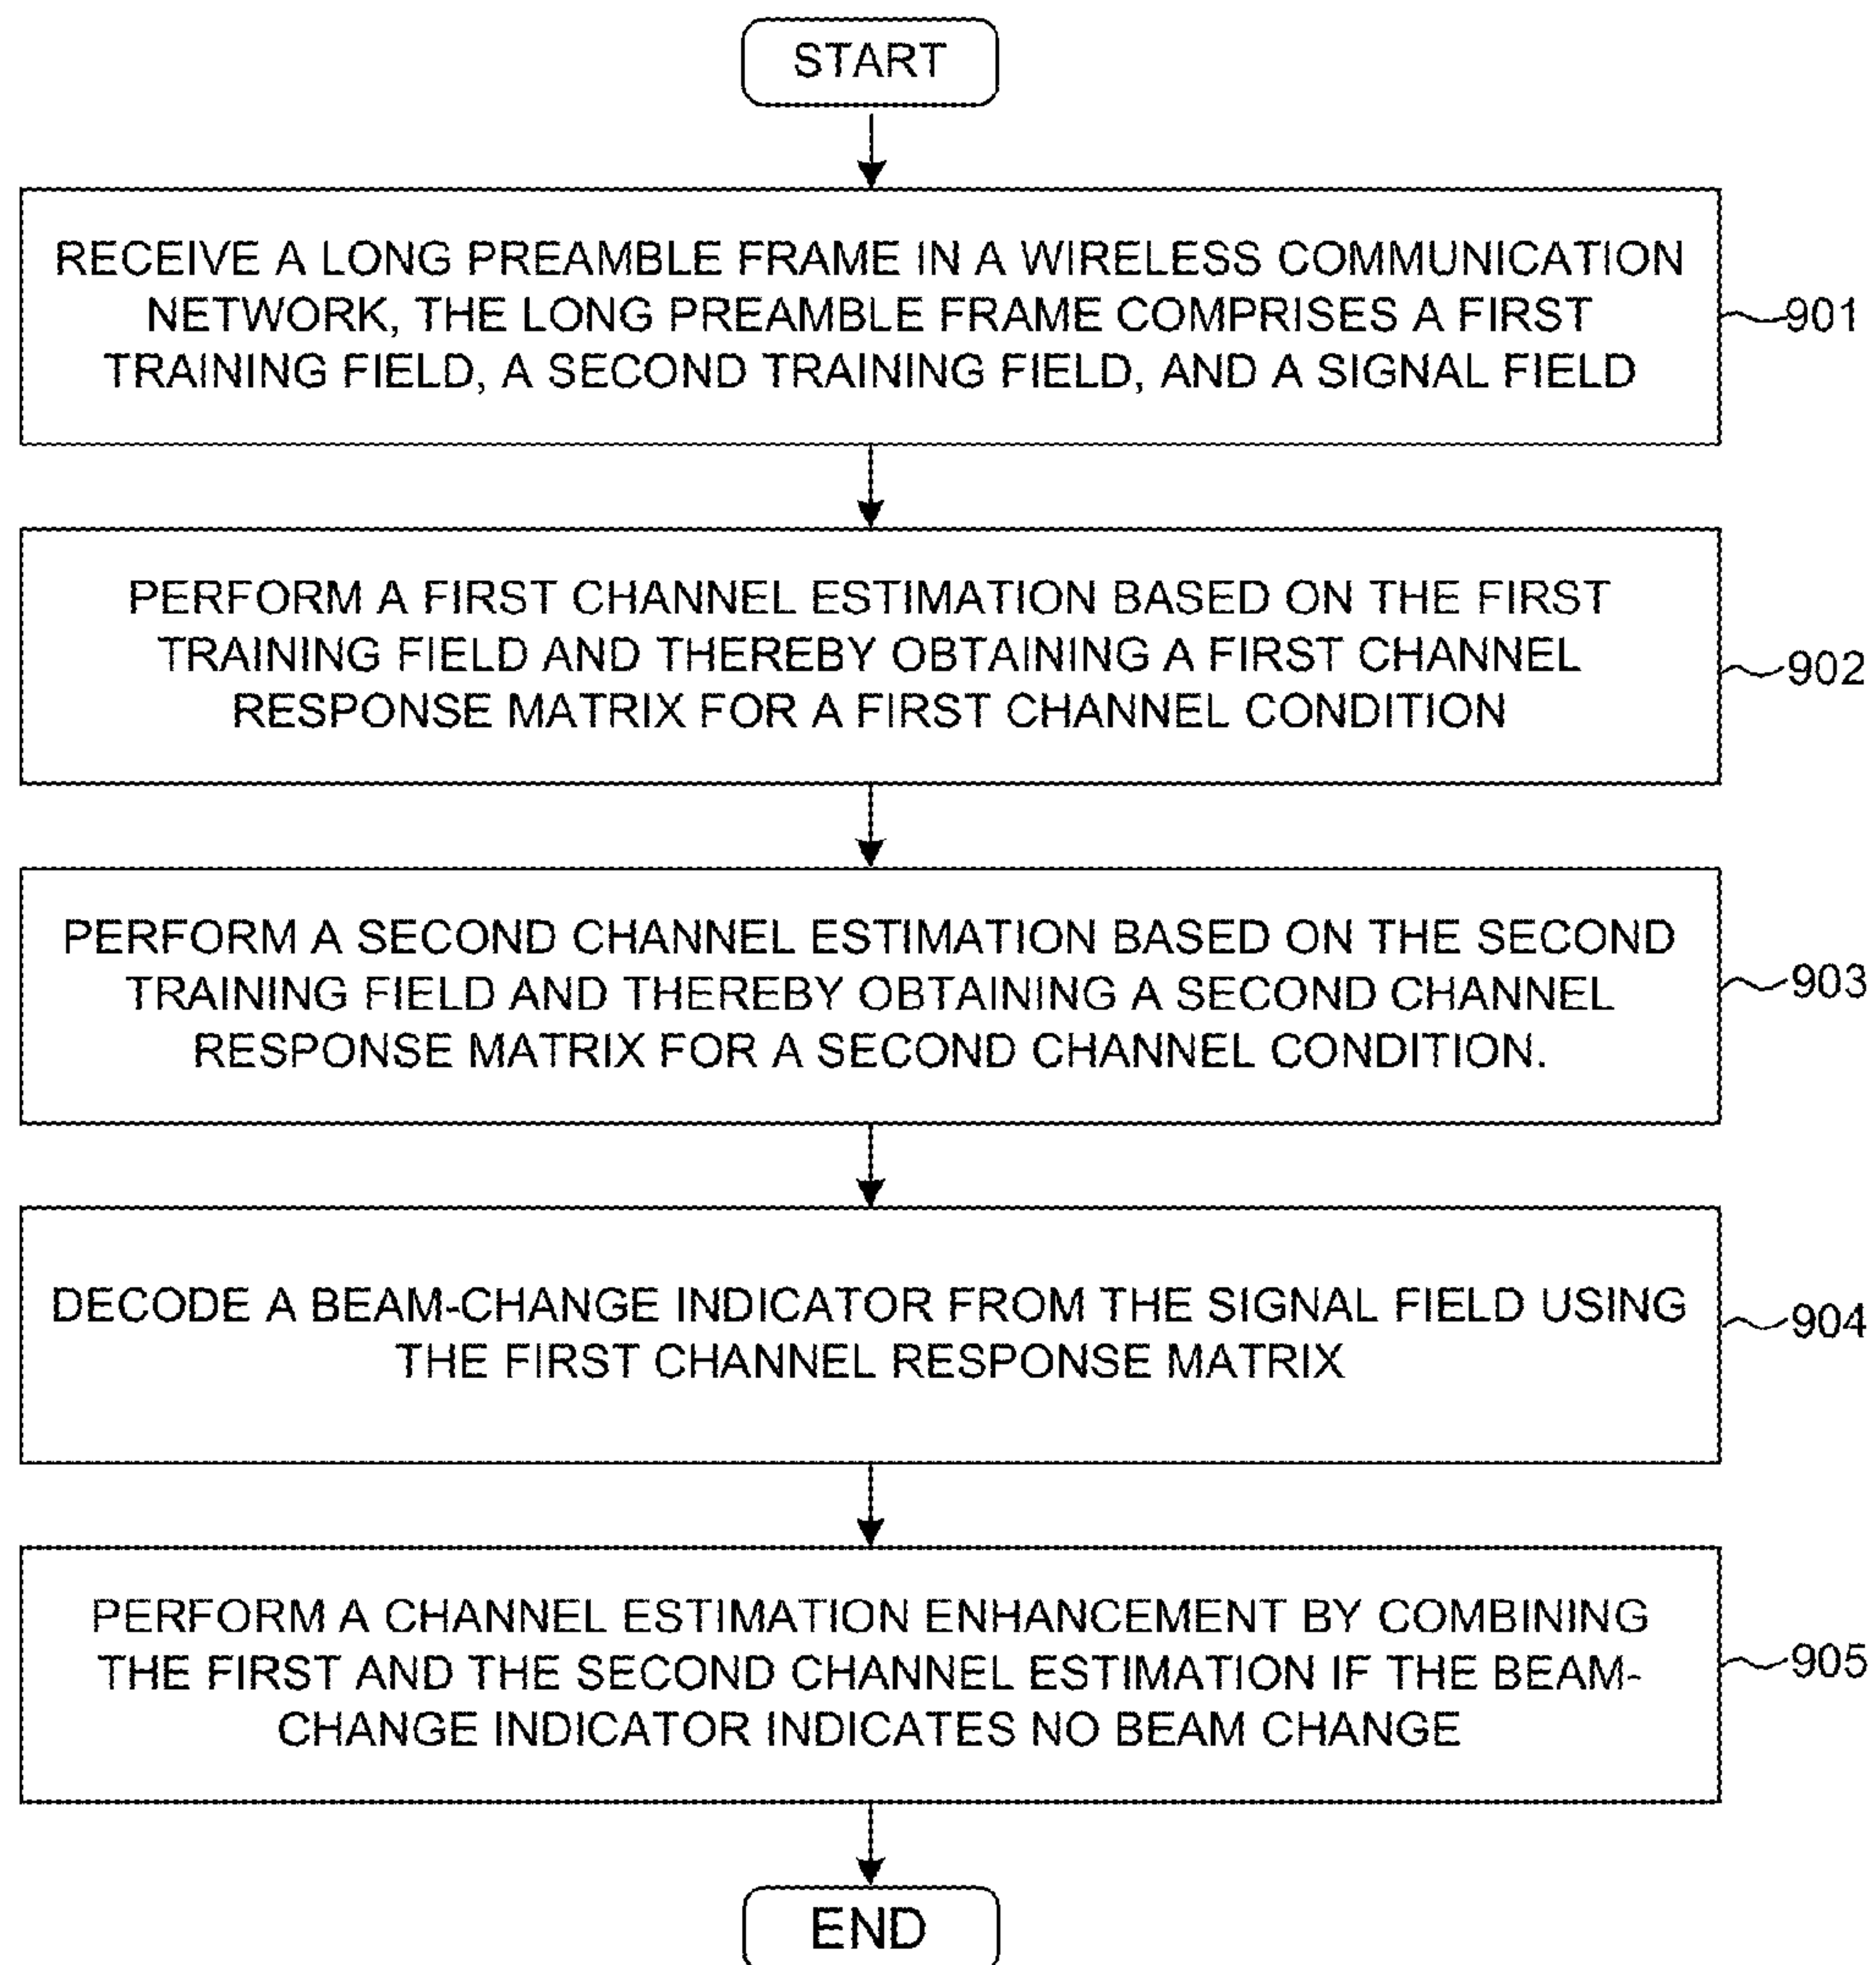 START
RECEIVE A LONG PREAMBLE FRAME IN A WIRELESS COMMUNICATION
NETWORK, THE LONG PREAMBLE FRAME COMPRISES A FIRST
TRAINING FIELD, A SECOND TRAINING FIELD, AND A SIGNAL FIELD
901
PERFORM A FIRST CHANNEL ESTIMATION BASED ON THE FIRST
TRAINING FIELD AND THEREBY OBTAINING A FIRST CHANNEL
RESPONSE MATRIX FOR A FIRST CHANNEL CONDITION
902
PERFORM A SECOND CHANNEL ESTIMATION BASED ON THE SECOND
TRAINING FIELD AND THEREBY OBTAINING A SECOND CHANNEL
RESPONSE MATRIX FOR A SECOND CHANNEL CONDITION.
903
DECODE A BEAM-CHANGE INDICATOR FROM THE SIGNAL FIELD USING
THE FIRST CHANNEL RESPONSE MATRIX
904
PERFORM A CHANNEL ESTIMATION ENHANCEMENT BY COMBINING
THE FIRST AND THE SECOND CHANNEL ESTIMATION IF THE BEAM-
CHANGE INDICATOR INDICATES NO BEAM CHANGE
905
END